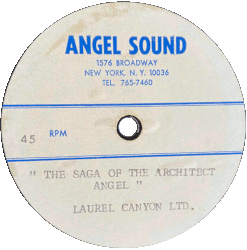 ANGEL SOUND
1576 BROADWAY
NEW YORK, N. Y. 10036
TEL. 765-7460
45 RPM
" THE SAGA OF THE ARCHITECT
ANGEL "
LAUREL CANYON LTD.